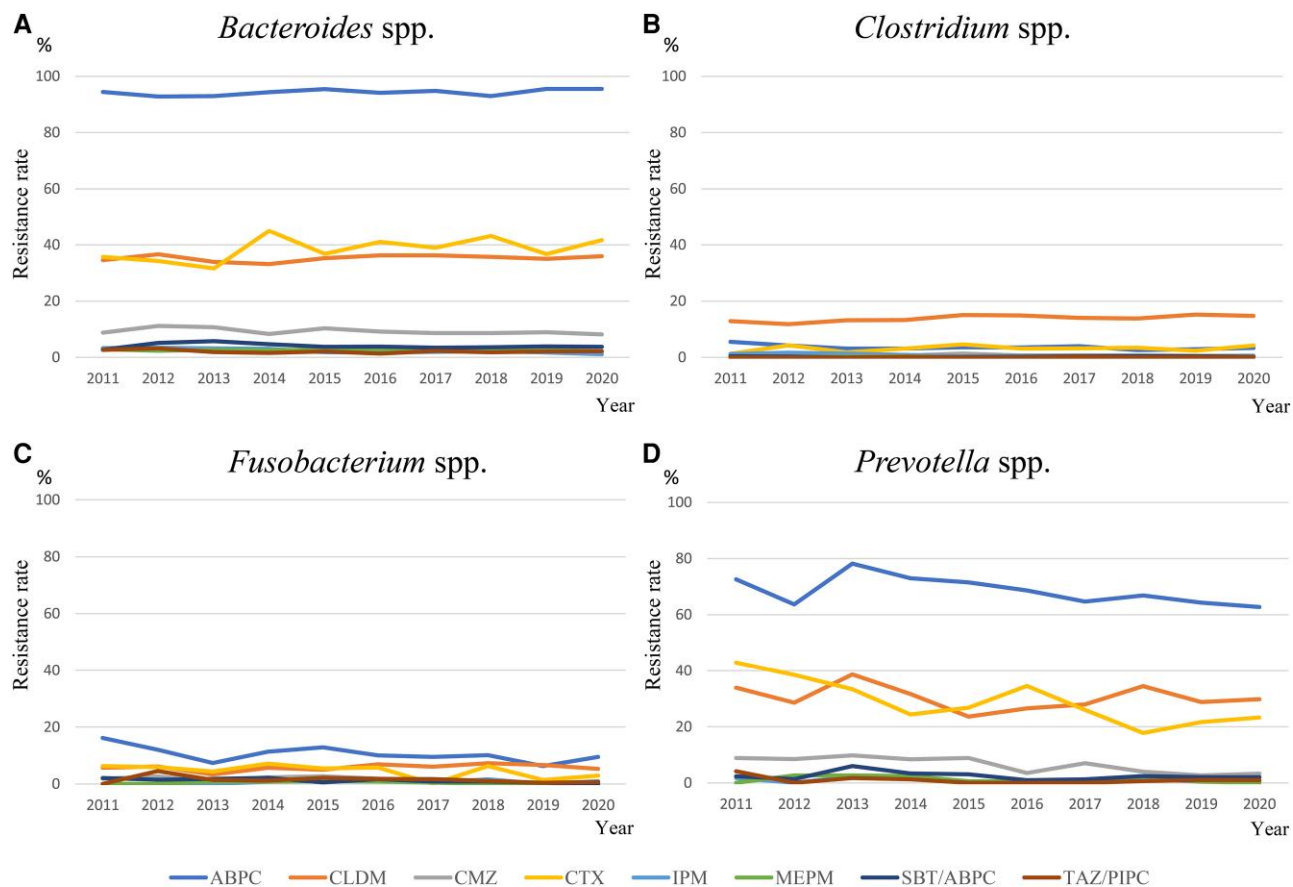 A
%
Bacteroides spp.
Resistance rate
100
80
60
40
20
0
2011 2012 2013 2014 2015 2016 2017 2018 2019 2020
Year
B
%
Clostridium spp.
Resistance rate
100
80
60
40
20
0
2011 2012 2013 2014 2015 2016 2017 2018 2019 2020
Year
C
%
Fusobacterium spp.
Resistance rate
100
80
60
40
20
0
2011 2012 2013 2014 2015 2016 2017 2018 2019 2020
Year
D
%
Prevotella spp.
Resistance rate
100
80
60
40
20
0
2011 2012 2013 2014 2015 2016 2017 2018 2019 2020
Year
ABPC CLDM CMZ CTX IPM MEPM SBT/ABPC TAZ/PIPC